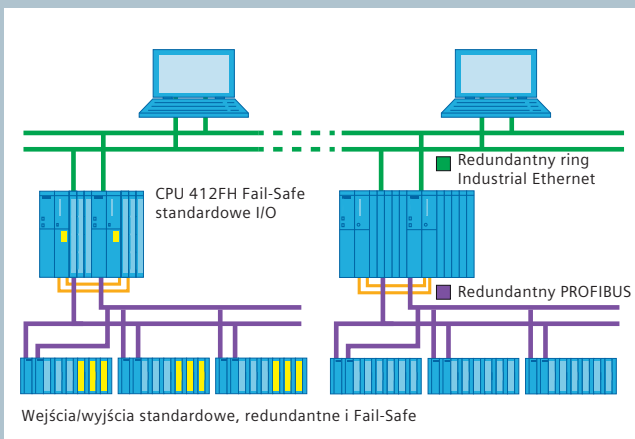 Redundantny ring
Industrial Ethernet
CPU 412FH Fail-Safe
standardowe I/O
Redundantny PROFIBUS
Wejścia/wyjścia standardowe, redundantne i Fail-Safe